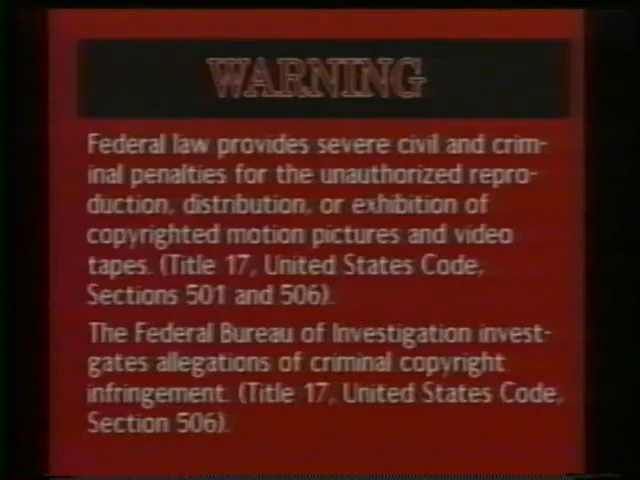 WARNING
Federal law provides severe civil and crim-
inal penalties for the unauthorized repro-
duction, distribution, or exhibition of
copyrighted motion pictures and video
tapes. (Title 17, United States Code,
Sections 501 and 506).
The Federal Bureau of Investigation invest-
gates allegations of criminal copyright
infringement. (Title 17, United States Code,
Section 506).